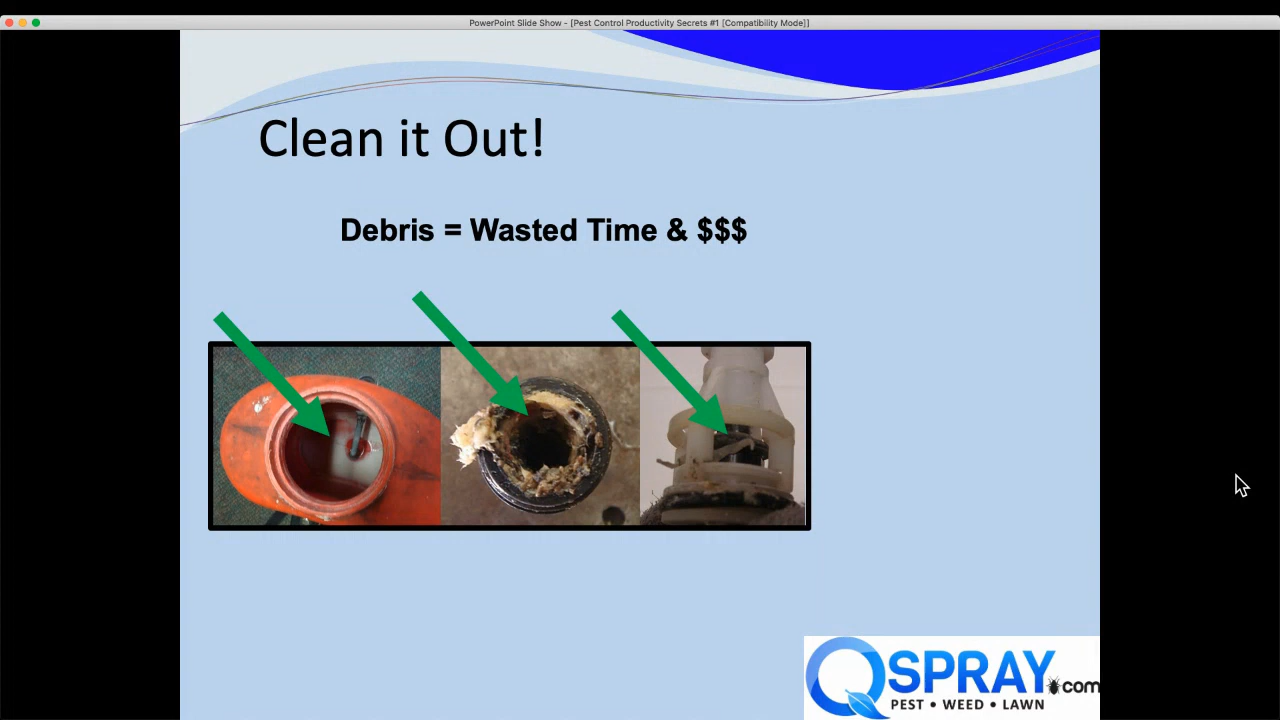 PowerPoint Slide Show - [Pest Control Productivity Secrets #1 [Compatibility Mode]]
Clean it Out!
Debris = Wasted Time & $$$
QSPRAY.com
PEST • WEED • LAWN